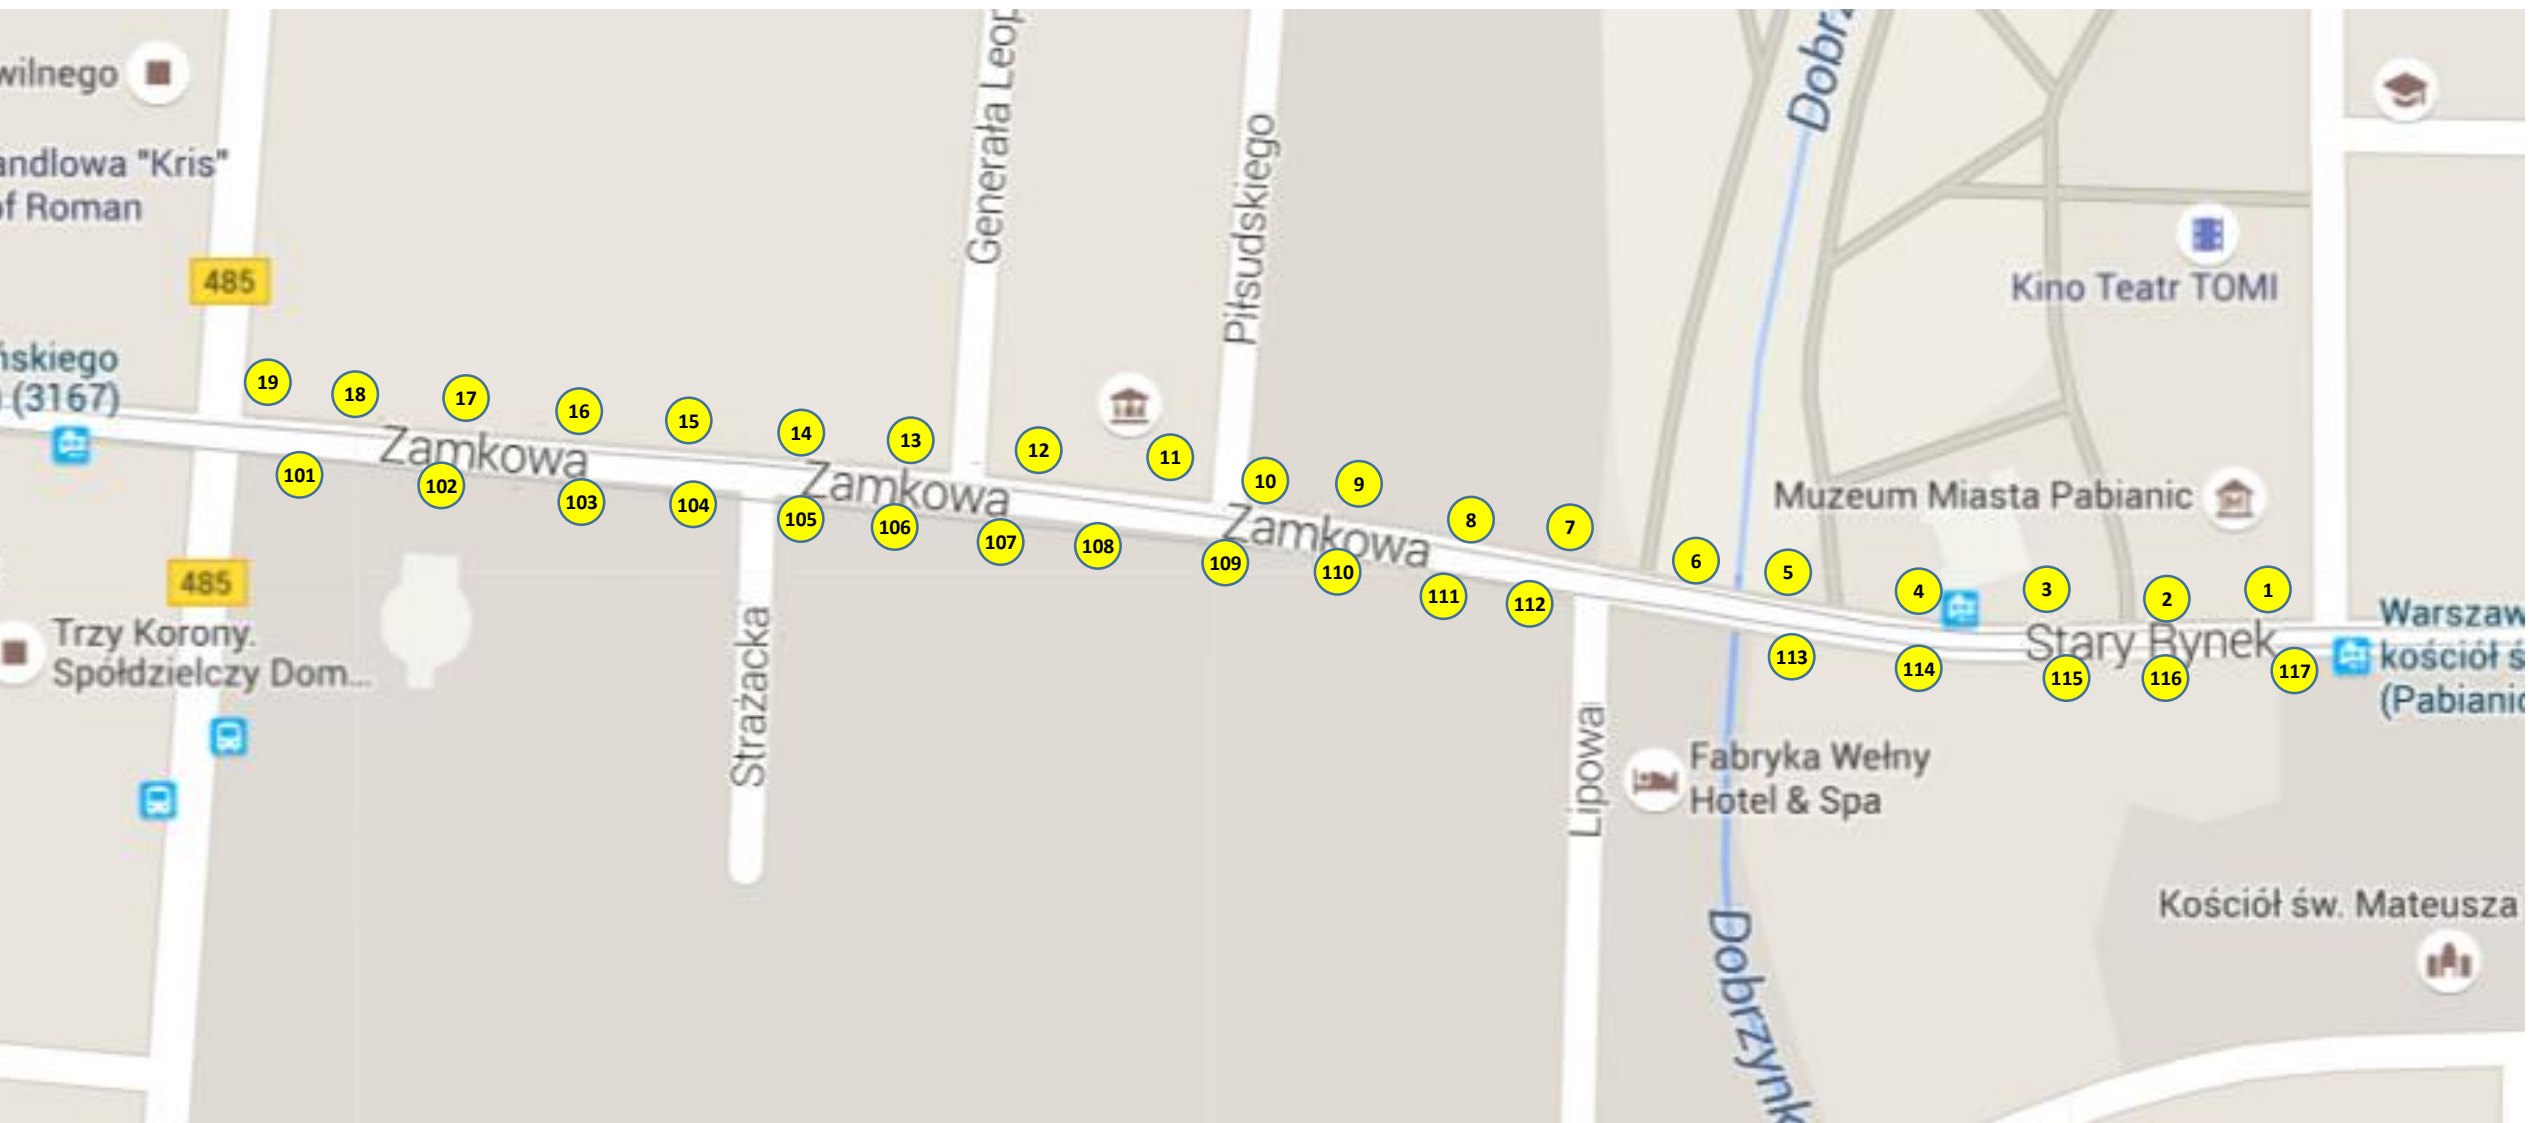 wilnego
andlowa "Kris"
of Roman
485
ńskiego
(3167)
Generała Leop
Piłsudskiego
Dobrz
Kino Teatr TOMI
19
18
17
16
15
14
13
12
11
10
9
8
7
6
5
4
3
2
1
Zamkowa
Zamkowa
Zamkowa
Stary Rynek
Muzeum Miasta Pabianic
101
102
103
104
105
106
107
108
109
110
111
112
113
114
115
116
117
Warszaw
kościół ś
(Pabianic
485
Trzy Korony.
Spółdzielczy Dom...
Strażacka
Lipowa
Fabryka Wełny
Hotel & Spa
Kościół św. Mateusza
Dobrzynk